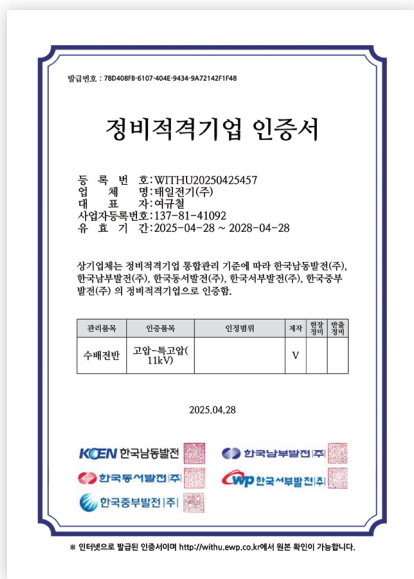 발급번호 : 78D408FB-6107-404E-9434-9A72142F1F48
정비적격기업 인증서
등 록 번 호:WITHU20250425457
업 체 명:태일전기(주)
대 표 자:여규철
사업자등록번호:137-81-41092
유 효 기 간:2025-04-28 ~ 2028-04-28
상기업체는 정비적격기업 통합관리 기준에 따라 한국남동발전(주),
한국남부발전(주), 한국동서발전(주), 한국서부발전(주), 한국중부
발전(주) 의 정비적격기업으로 인증함.
관리품목 인증품목 인정범위 제작 현장정비 반출정비
수배전반 고압-특고압(11kV) V
2025.04.28
KOEN 한국남동발전
한국남부발전(주)
한국동서발전(주)
WP 한국서부발전(주)
한국중부발전(주)
※ 인터넷으로 발급된 인증서이며 http://withu.ewp.co.kr에서 원본 확인이 가능합니다.